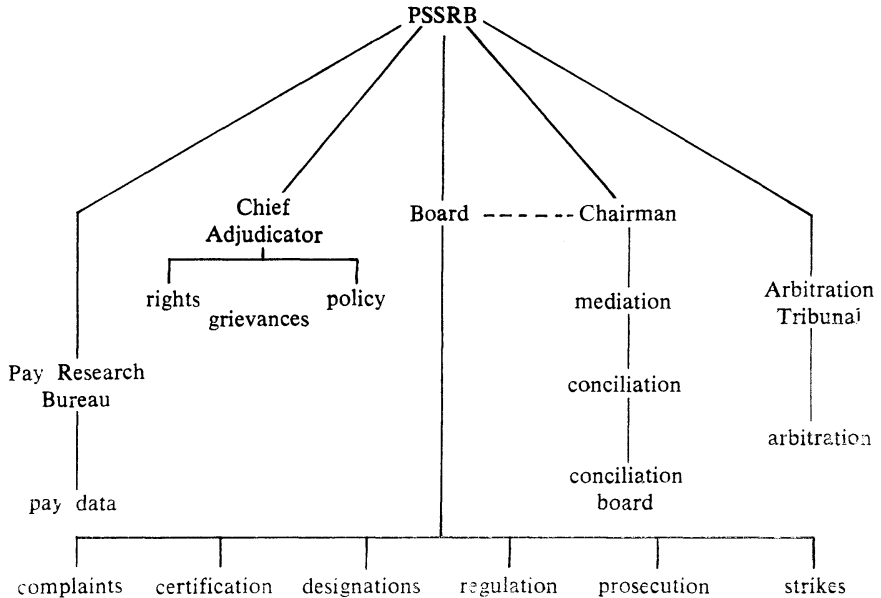 PSSRB
Chief
Adjudicator
Board
Chairman
rights
policy
grievances
mediation
Arbitration
Tribunal
Pay Research
Bureau
conciliation
arbitration
conciliation
board
pay data
complaints certification designations regulation prosecution strikes